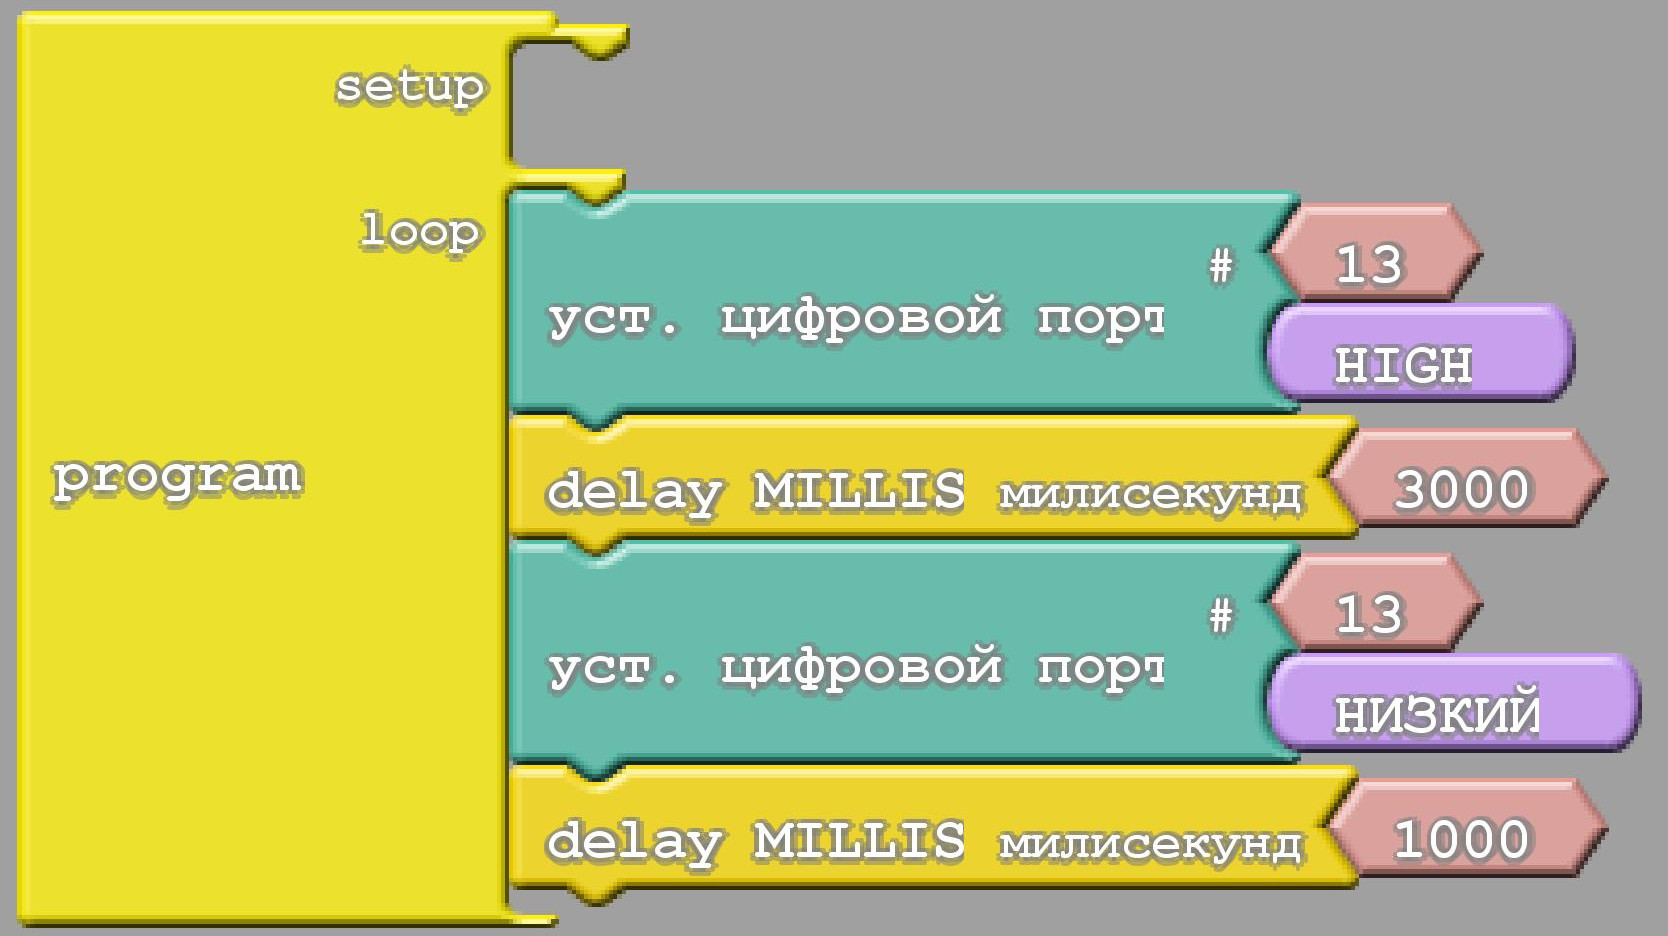 setup
loop
# 13
уст. цифровой порт
HIGH
program
delay MILLIS милисекунд 3000
# 13
уст. цифровой порт
НИЗКИЙ
delay MILLIS милисекунд 1000